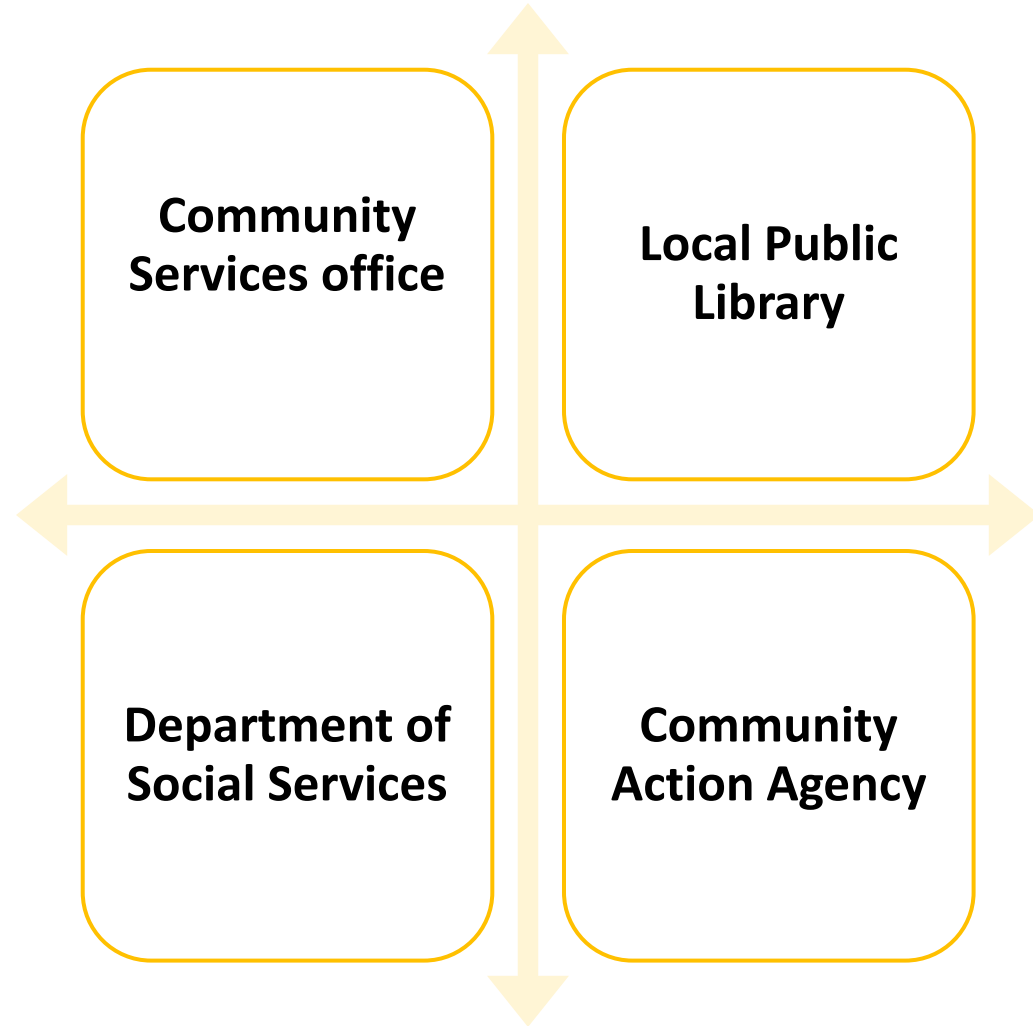 Community
Services office
Local Public
Library
Department of
Social Services
Community
Action Agency